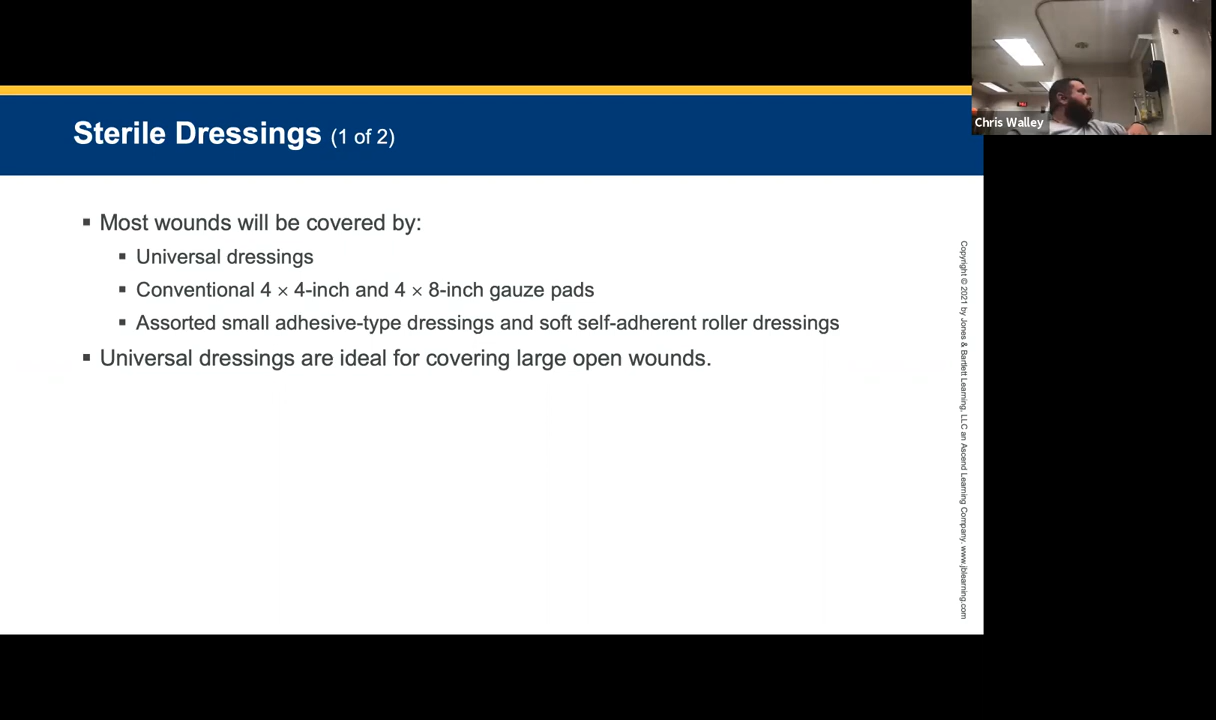 Sterile Dressings (1 of 2)
▪ Most wounds will be covered by:
▪ Universal dressings
▪ Conventional 4 × 4-inch and 4 × 8-inch gauze pads
▪ Assorted small adhesive-type dressings and soft self-adherent roller dressings
▪ Universal dressings are ideal for covering large open wounds.
Copyright © 2021 by Jones & Bartlett Learning, LLC an Ascend Learning Company. www.jblearning.com
Chris Walley